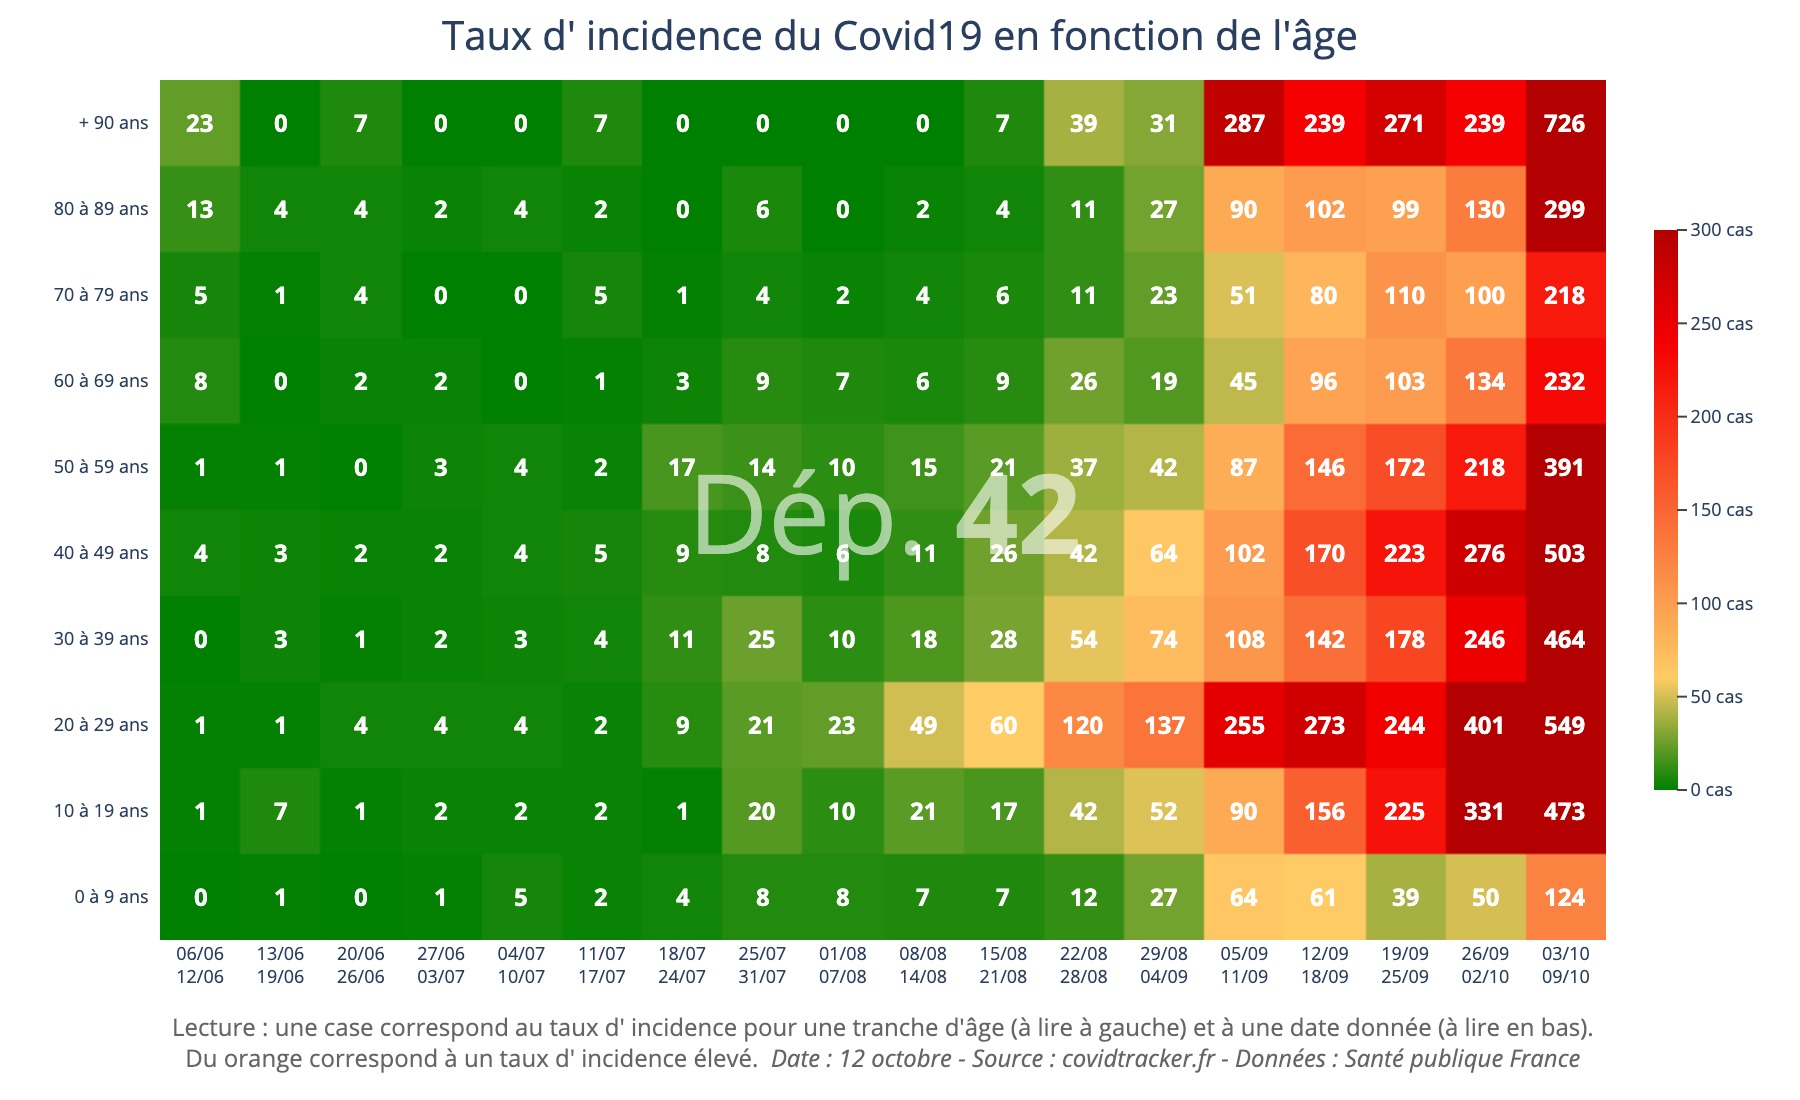 Taux d' incidence du Covid19 en fonction de l'âge
+ 90 ans 23 0 7 0 0 7 0 0 0 0 7 39 31 287 239 271 239 726
80 à 89 ans 13 4 4 2 4 2 0 6 0 2 4 11 27 90 102 99 130 299
70 à 79 ans 5 1 4 0 0 5 1 4 2 4 6 11 23 51 80 110 100 218
60 à 69 ans 8 0 2 2 0 1 3 9 7 6 9 26 19 45 96 103 134 232
50 à 59 ans 1 1 0 3 4 2 17 14 10 15 21 37 42 87 146 172 218 391
Dép. 42
40 à 49 ans 4 3 2 2 4 5 9 8 6 11 26 42 64 102 170 223 276 503
30 à 39 ans 0 3 1 2 3 4 11 25 10 18 28 54 74 108 142 178 246 464
20 à 29 ans 1 1 4 4 4 2 9 21 23 49 60 120 137 255 273 244 401 549
10 à 19 ans 1 7 1 2 2 2 1 20 10 21 17 42 52 90 156 225 331 473
0 à 9 ans 0 1 0 1 5 2 4 8 8 7 7 12 27 64 61 39 50 124
06/06 13/06 20/06 27/06 04/07 11/07 18/07 25/07 01/08 08/08 15/08 22/08 29/08 05/09 12/09 19/09 26/09 03/10
12/06 19/06 26/06 03/07 10/07 17/07 24/07 31/07 07/08 14/08 21/08 28/08 04/09 11/09 18/09 25/09 02/10 09/10
300 cas
250 cas
200 cas
150 cas
100 cas
50 cas
0 cas
Lecture : une case correspond au taux d' incidence pour une tranche d'âge (à lire à gauche) et à une date donnée (à lire en bas).
Du orange correspond à un taux d' incidence élevé. Date : 12 octobre - Source : covidtracker.fr - Données : Santé publique France